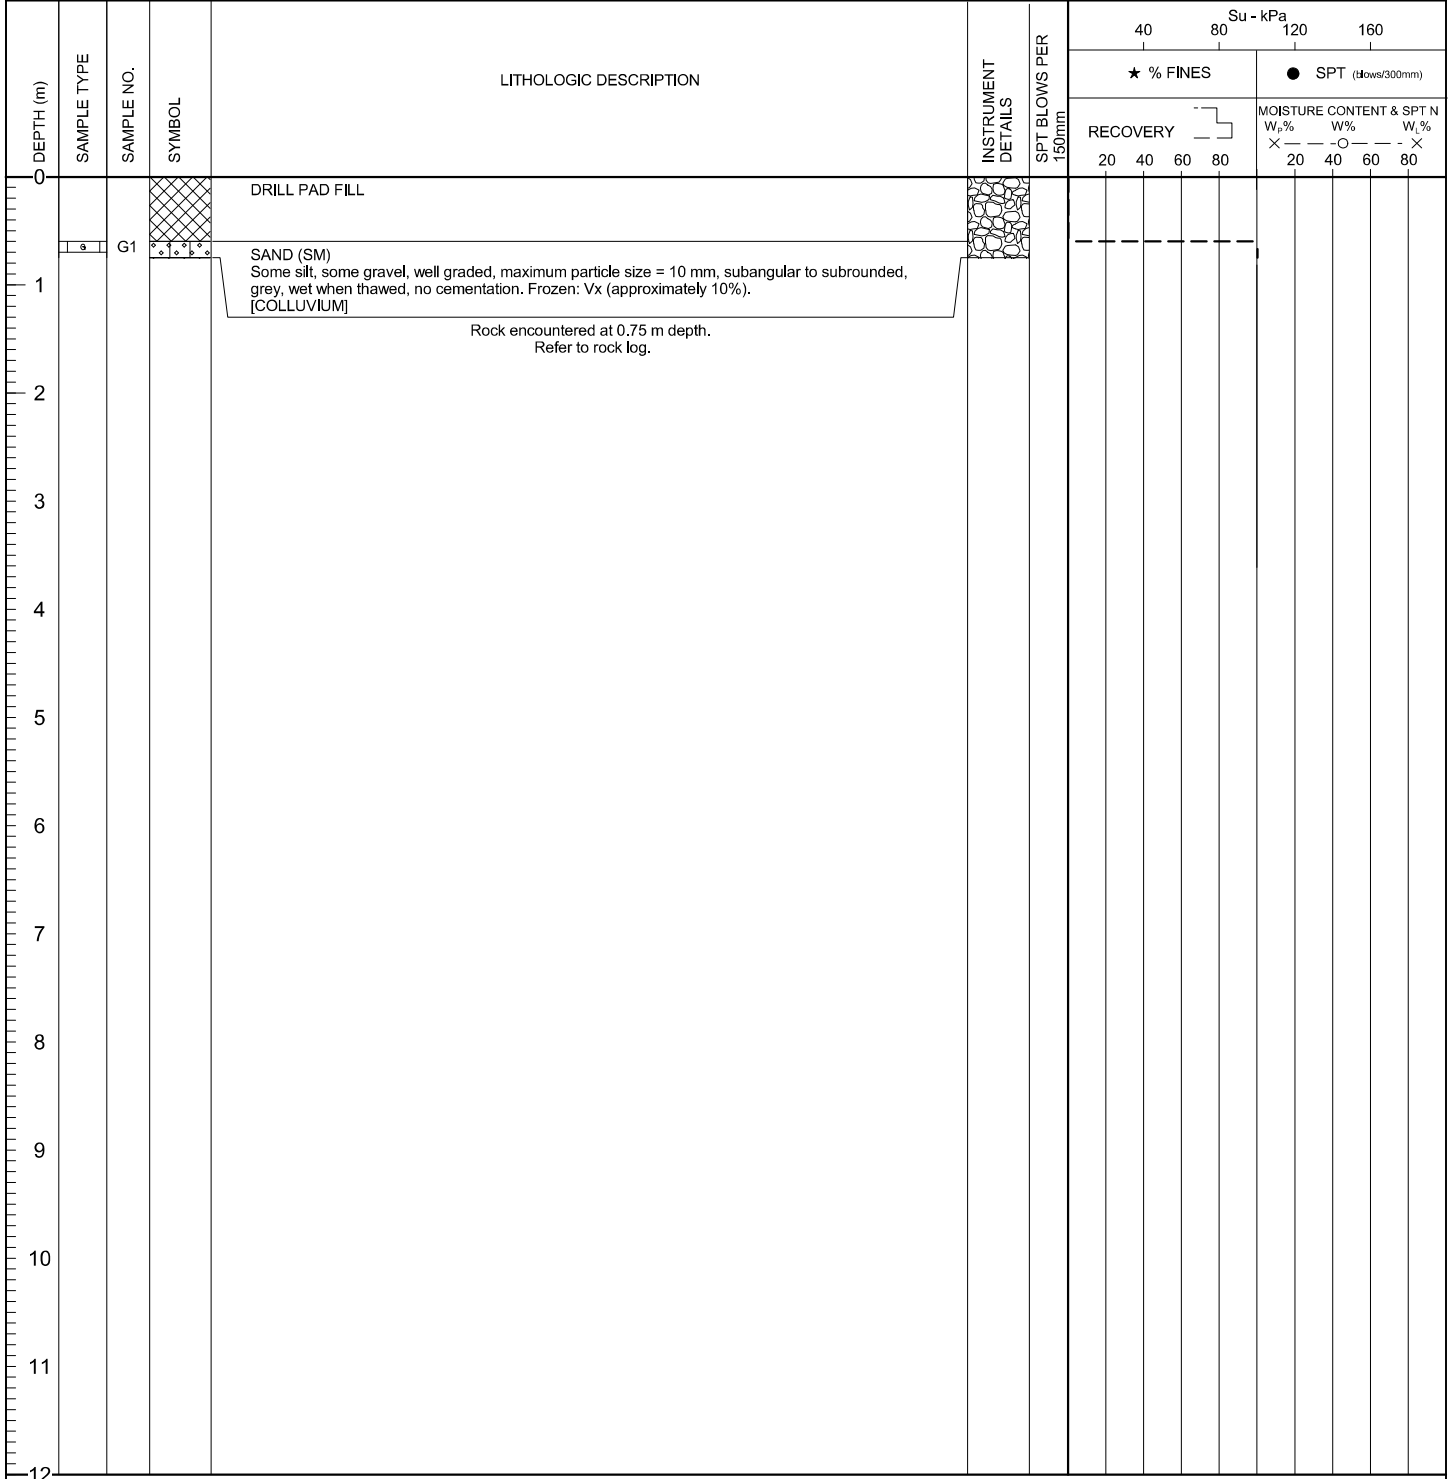 DEPTH (m)
SAMPLE TYPE
SAMPLE NO.
SYMBOL
LITHOLOGIC DESCRIPTION
INSTRUMENT
DETAILS
SPT BLOWS PER
150mm
Su - kPa
40 80 120 160
★ % FINES
● SPT (blows/300mm)
RECOVERY
MOISTURE CONTENT & SPT N
Wₚ% W% W_L%
20 40 60 80 20 40 60 80
0
DRILL PAD FILL
G G1
SAND (SM)
Some silt, some gravel, well graded, maximum particle size = 10 mm, subangular to subrounded,
grey, wet when thawed, no cementation. Frozen: Vx (approximately 10%).
[COLLUVIUM]
1
Rock encountered at 0.75 m depth.
Refer to rock log.
2
3
4
5
6
7
8
9
10
11
12